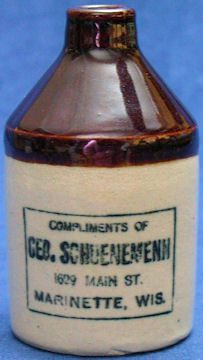 COMPLIMENTS OF
GEO. SCHUENEMENN
1629 MAIN ST.
MARINETTE, WIS.